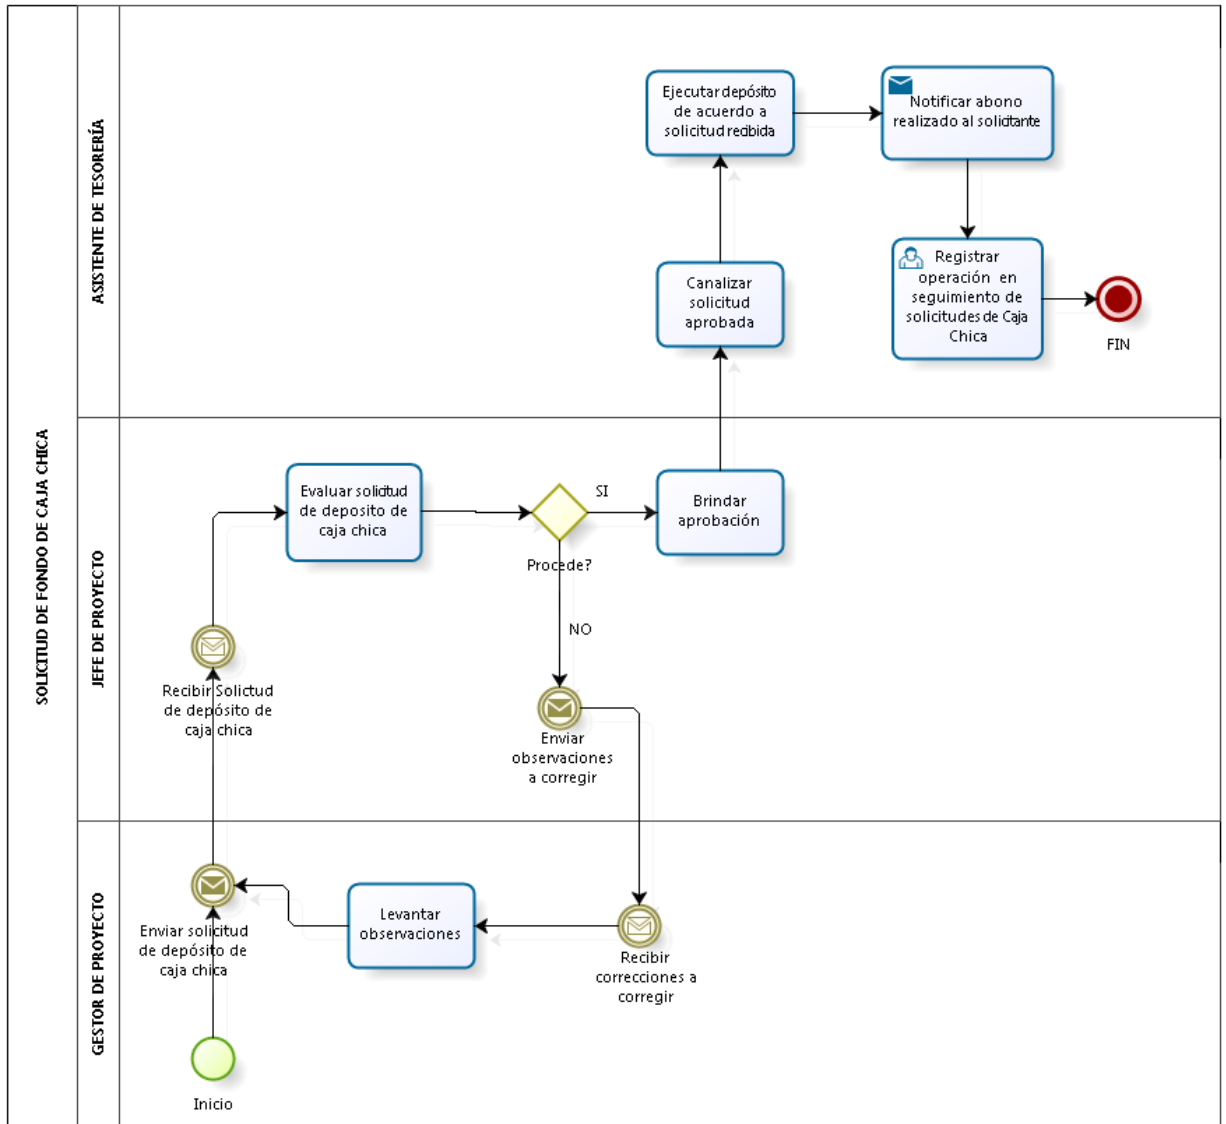 SOLICITUD DE FONDO DE CAJA CHICA
ASISTENTE DE TESORERÍA
Ejecutar depósito
de acuerdo a
solicitud recibida
Notificar abono
realizado al solicitante
Canalizar
solicitud
aprobada
Registrar
operación en
seguimiento de
solicitudes de Caja
Chica
FIN
JEFE DE PROYECTO
Evaluar solicitud
de deposito de
caja chica
SI
Procede?
Brindar
aprobación
NO
Recibir Solictud
de depósito de
caja chica
Enviar
observaciones
a corregir
GESTOR DE PROYECTO
Enviar solicitud
de depósito de
caja chica
Levantar
observaciones
Recibir
correcciones a
corregir
Inicio